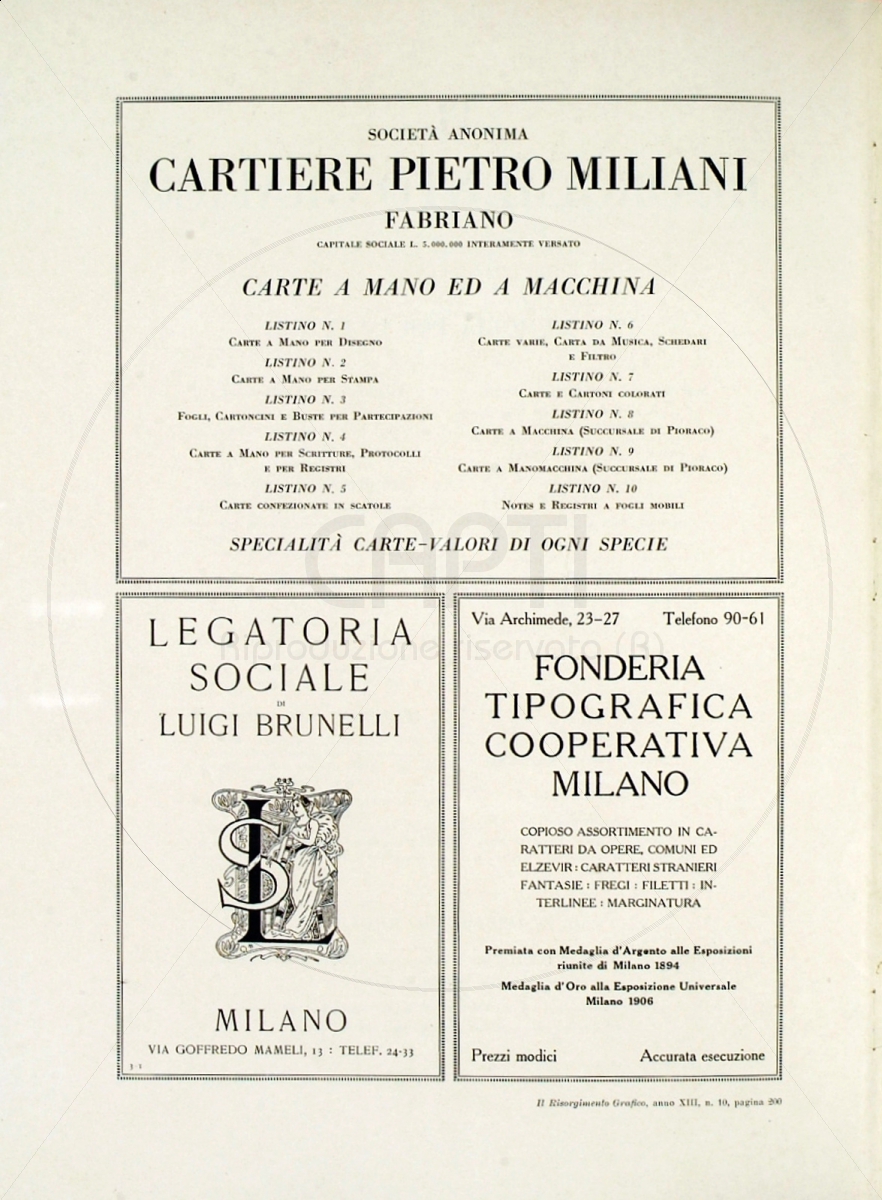 SOCIETÀ ANONIMA
CARTIERE PIETRO MILIANI
FABRIANO
CAPITALE SOCIALE L. 5.000.000 INTERAMENTE VERSATO
CARTE A MANO ED A MACCHINA
LISTINO N. 1
CARTE A MANO PER DISEGNO
LISTINO N. 2
CARTE A MANO PER STAMPA
LISTINO N. 3
FOGLI, CARTONCINI E BUSTE PER PARTECIPAZIONI
LISTINO N. 4
CARTE A MANO PER SCRITTURE, PROTOCOLLI
E PER REGISTRI
LISTINO N. 5
CARTE CONFEZIONATE IN SCATOLE
LISTINO N. 6
CARTE VARIE, CARTA DA MUSICA, SCHEDARI
E FILTRO
LISTINO N. 7
CARTE E CARTONI COLORATI
LISTINO N. 8
CARTE A MACCHINA (SUCCURSALE DI PIORACO)
LISTINO N. 9
CARTE A MANOMACCHINA (SUCCURSALE DI PIORACO)
LISTINO N. 10
NOTES E REGISTRI A FOGLI MOBILI
SPECIALITÀ CARTE-VALORI DI OGNI SPECIE
CAPTI
Riproduzione riservata (R)
LEGATORIA
SOCIALE
DI
LUIGI BRUNELLI
LS
MILANO
VIA GOFFREDO MAMELI, 13 : TELEF. 24-33
3-1
Via Archimede, 23-27 Telefono 90-61
FONDERIA
TIPOGRAFICA
COOPERATIVA
MILANO
COPIOSO ASSORTIMENTO IN CA-
RATTERI DA OPERE, COMUNI ED
ELZEVIR : CARATTERI STRANIERI
FANTASIE : FREGI : FILETTI : IN-
TERLINEE : MARGINATURA
Premiata con Medaglia d'Argento alle Esposizioni
riunite di Milano 1894
Medaglia d'Oro alla Esposizione Universale
Milano 1906
Prezzi modici Accurata esecuzione
Il Risorgimento Grafico, anno XIII, n. 10, pagina 200